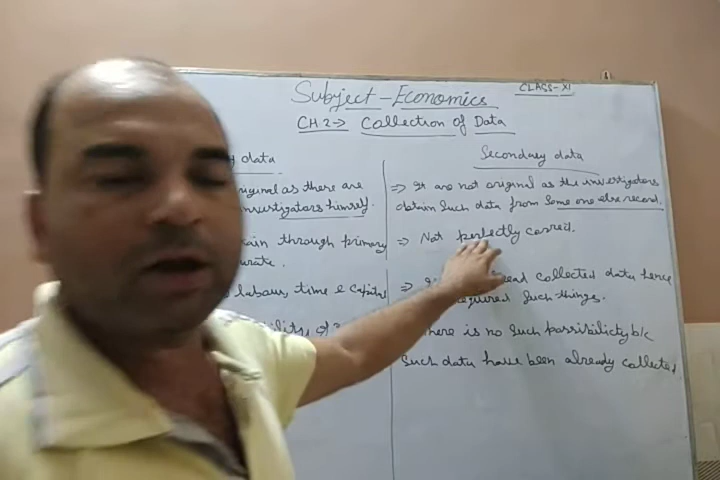 CLASS-XI
Subject-Economics
CH 2→ Collection of Data
data
Secondary data
as there are
investigators himself.
through primary
labour, time & Capital
of
⇒ It are not original as the investigators
obtain Such data from Some one else record.
⇒ Not perfectly correct.
⇒ collected data hence
required Such things.
there is no Such possibility b/c
Such data have been already collected